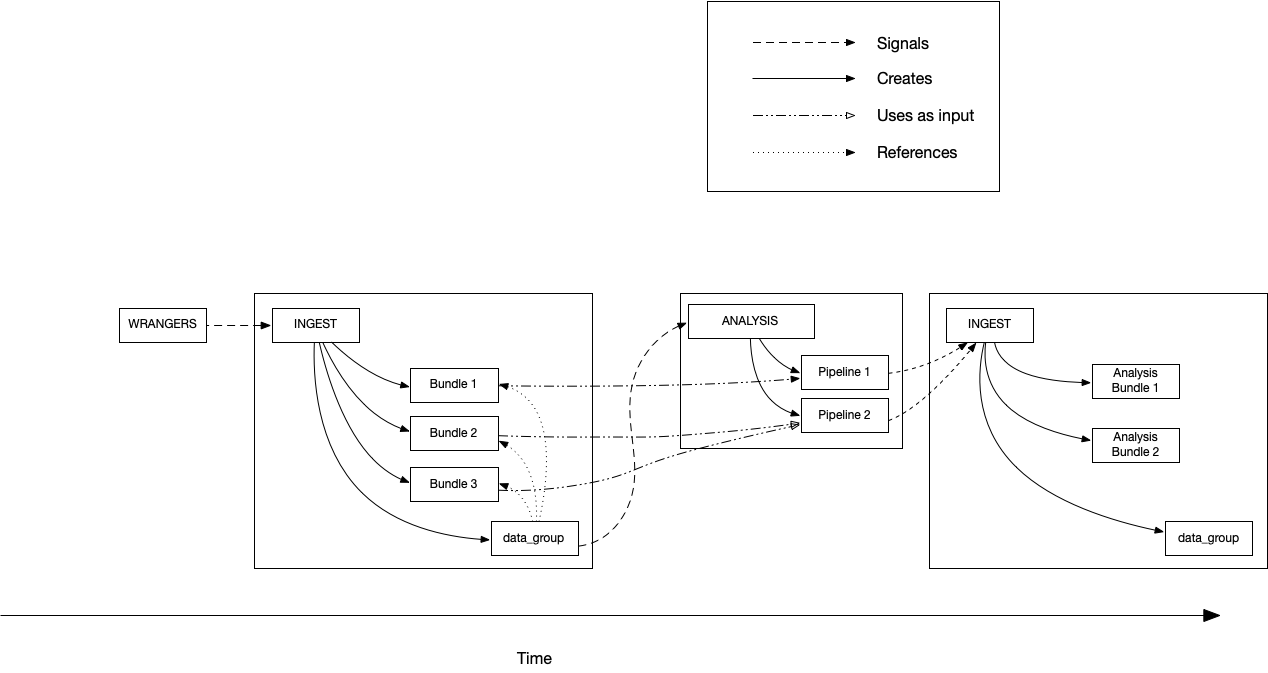 Signals
Creates
Uses as input
References
WRANGERS
INGEST
Bundle 1
Bundle 2
Bundle 3
data_group
ANALYSIS
Pipeline 1
Pipeline 2
INGEST
Analysis
Bundle 1
Analysis
Bundle 2
data_group
Time